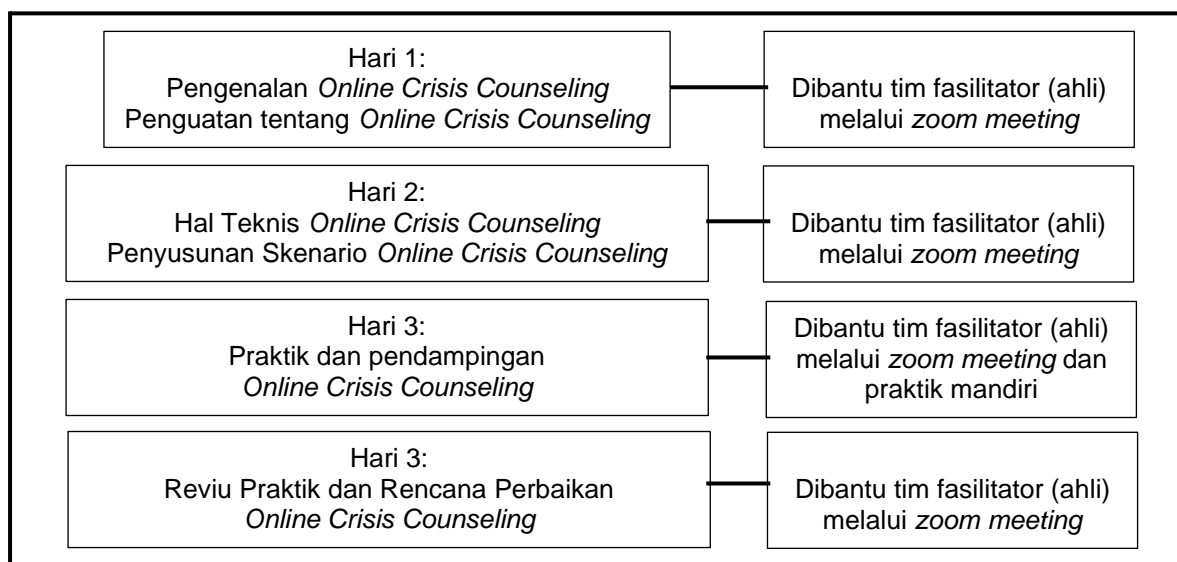 Hari 1:
Pengenalan Online Crisis Counseling
Penguatan tentang Online Crisis Counseling
Dibantu tim fasilitator (ahli)
melalui zoom meeting
Hari 2:
Hal Teknis Online Crisis Counseling
Penyusunan Skenario Online Crisis Counseling
Dibantu tim fasilitator (ahli)
melalui zoom meeting
Hari 3:
Praktik dan pendampingan
Online Crisis Counseling
Dibantu tim fasilitator (ahli)
melalui zoom meeting dan
praktik mandiri
Hari 3:
Reviu Praktik dan Rencana Perbaikan
Online Crisis Counseling
Dibantu tim fasilitator (ahli)
melalui zoom meeting